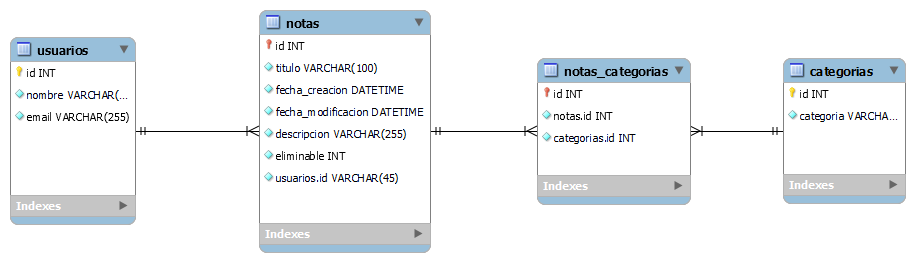 usuarios
id INT
nombre VARCHAR(...
email VARCHAR(255)
Indexes
notas
id INT
titulo VARCHAR(100)
fecha_creacion DATETIME
fecha_modificacion DATETIME
descripcion VARCHAR(255)
eliminable INT
usuarios.id VARCHAR(45)
Indexes
notas_categorias
id INT
notas.id INT
categorias.id INT
Indexes
categorias
id INT
categoria VARCHA...
Indexes